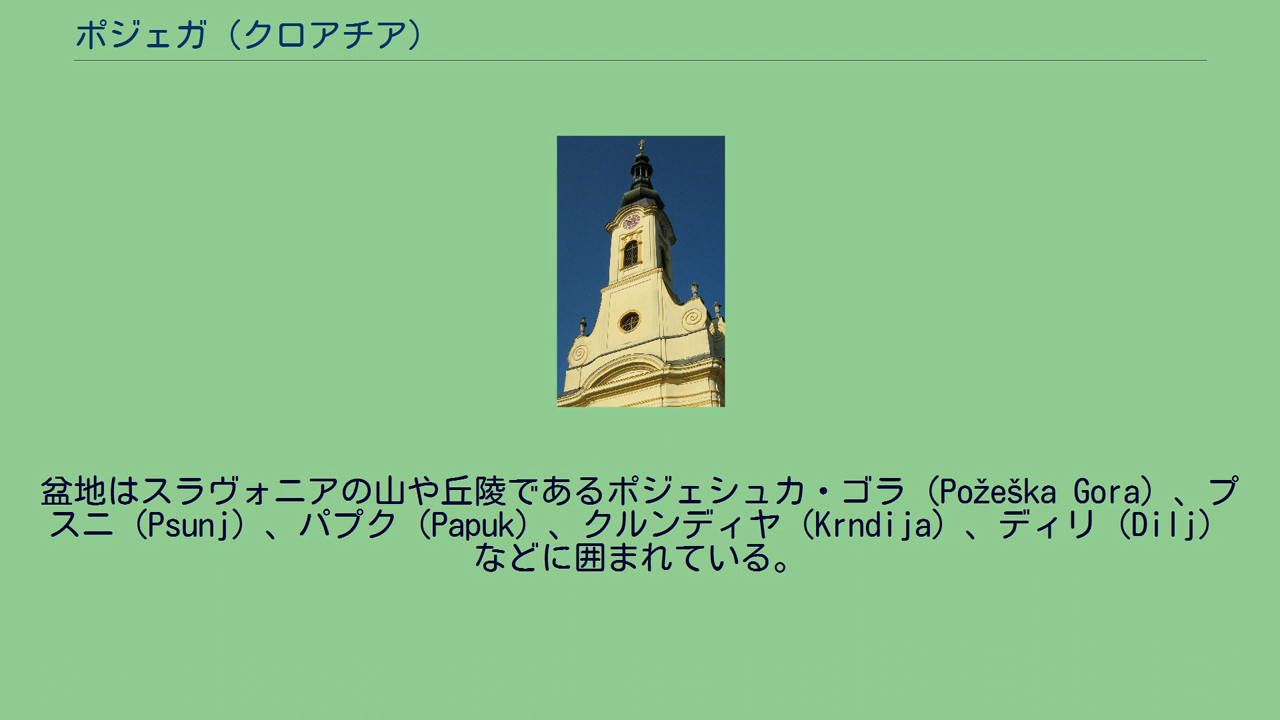 ポジェガ（クロアチア）
盆地はスラヴォニアの山や丘陵であるポジェシュカ・ゴラ（Požeška Gora）、プ
スニ（Psunj）、パプク（Papuk）、クルンディヤ（Krndija）、ディリ（Dilj）
などに囲まれている。